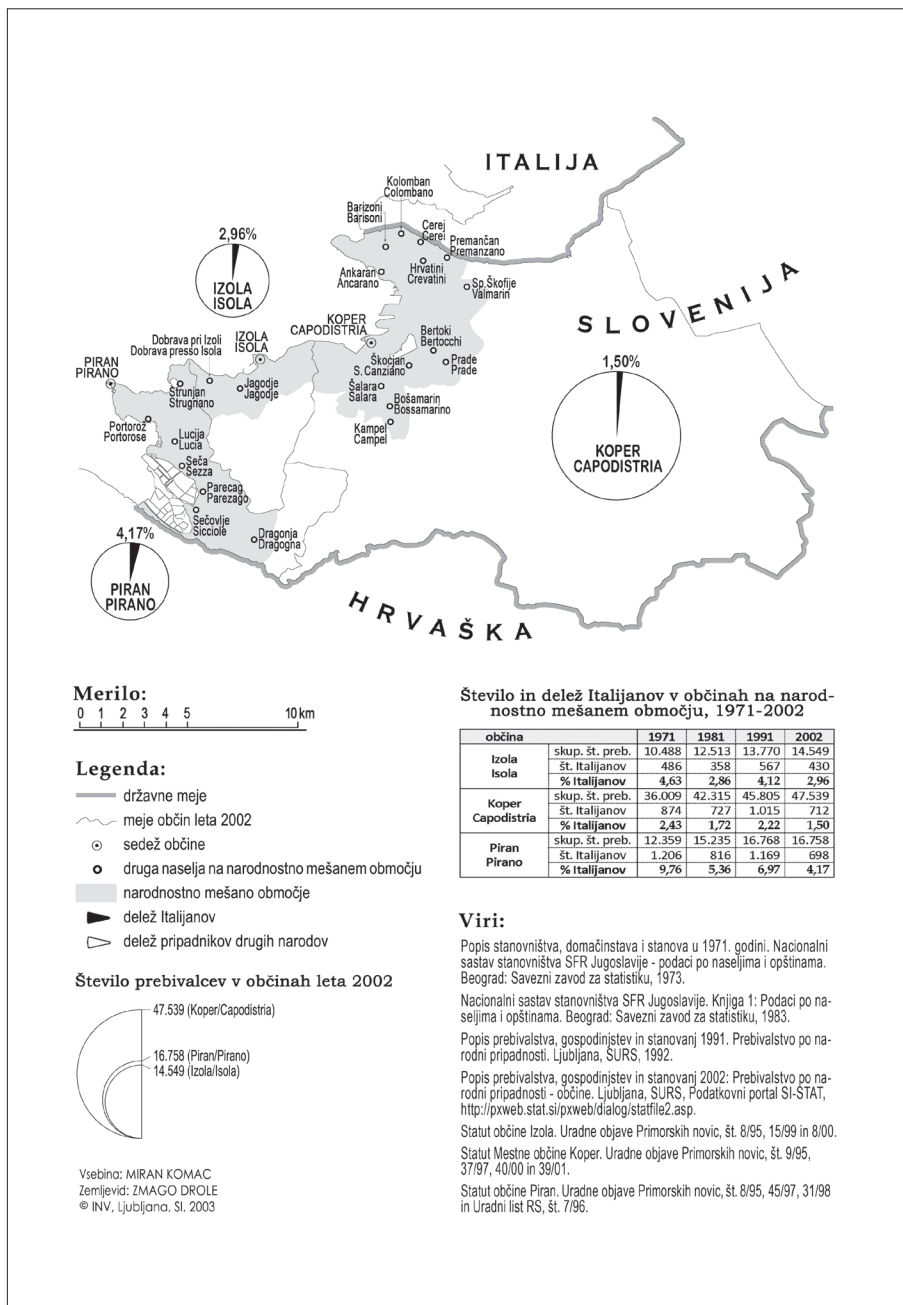 ITALIJA
Kolomban
Colombano
Barizoni
Barisoni
Cerej
Cerei
Premančan
Premanzano
2,96%
IZOLA
ISOLA
Ankaran
Ancarano
Hrvatini
Crevatini
Sp.Škofije
Valmarin
SLOVENIJA
KOPER
CAPODISTRIA
IZOLA
ISOLA
Dobrava pri Izoli
Dobrava presso Isola
Bertoki
Bertocchi
PIRAN
PIRANO
Škocjan
S. Canziano
Prade
Prade
1,50%
KOPER
CAPODISTRIA
Strunjan
Strugnano
Jagodje
Jagodje
Šalara
Salara
Bošamarin
Bossamarino
Portorož
Portorose
Kampel
Campel
Lucija
Lucia
Seča
Sezza
Parecag
Parezago
Sečovlje
Sicciole
Dragonja
Dragogna
4,17%
PIRAN
PIRANO
HRVAŠKA
Merilo:
0 1 2 3 4 5 10 km
Legenda:
državne meje
meje občin leta 2002
sedež občine
druga naselja na narodnostno mešanem območju
narodnostno mešano območje
delež Italijanov
delež pripadnikov drugih narodov
Število prebivalcev v občinah leta 2002
47.539 (Koper/Capodistria)
16.758 (Piran/Pirano)
14.549 (Izola/Isola)
Vsebina: MIRAN KOMAC
Zemljevid: ZMAGO DROLE
© INV, Ljubljana, SI, 2003
Število in delež Italijanov v občinah na narod-
nostno mešanem območju, 1971-2002
občina 1971 1981 1991 2002
Izola
Isola
skup. št. preb. 10.488 12.513 13.770 14.549
št. Italijanov 486 358 567 430
% Italijanov 4,63 2,86 4,12 2,96
Koper
Capodistria
skup. št. preb. 36.009 42.315 45.805 47.539
št. Italijanov 874 727 1.015 712
% Italijanov 2,43 1,72 2,22 1,50
Piran
Pirano
skup. št. preb. 12.359 15.235 16.768 16.758
št. Italijanov 1.206 816 1.169 698
% Italijanov 9,76 5,36 6,97 4,17
Viri:
Popis stanovništva, domačinstava i stanova u 1971. godini. Nacionalni
sastav stanovništva SFR Jugoslavije - podaci po naseljima i opštinama.
Beograd: Savezni zavod za statistiku, 1973.
Nacionalni sastav stanovništva SFR Jugoslavije. Knjiga 1: Podaci po na-
seljima i opštinama. Beograd: Savezni zavod za statistiku, 1983.
Popis prebivalstva, gospodinjstev in stanovanj 1991. Prebivalstvo po na-
rodni pripadnosti. Ljubljana, SURS, 1992.
Popis prebivalstva, gospodinjstev in stanovanj 2002: Prebivalstvo po na-
rodni pripadnosti - občine. Ljubljana, SURS, Podatkovni portal SI-STAT,
http://pxweb.stat.si/pxweb/dialog/statfile2.asp.
Statut občine Izola. Uradne objave Primorskih novic, št. 8/95, 15/99 in 8/00.
Statut Mestne občine Koper. Uradne objave Primorskih novic, št. 9/95,
37/97, 40/00 in 39/01.
Statut občine Piran. Uradne objave Primorskih novic, št. 8/95, 45/97, 31/98
in Uradni list RS, št. 7/96.